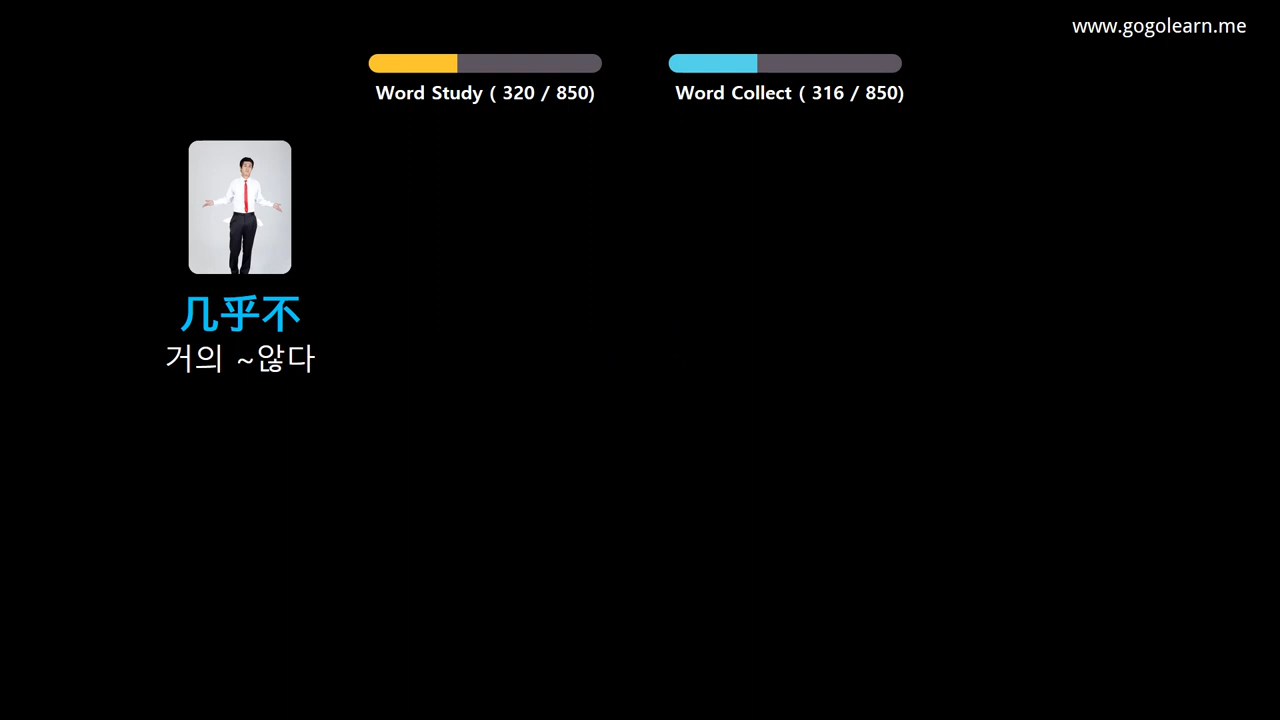 www.gogolearn.me
Word Study ( 320 / 850)
Word Collect ( 316 / 850)
几乎不
거의 ~않다